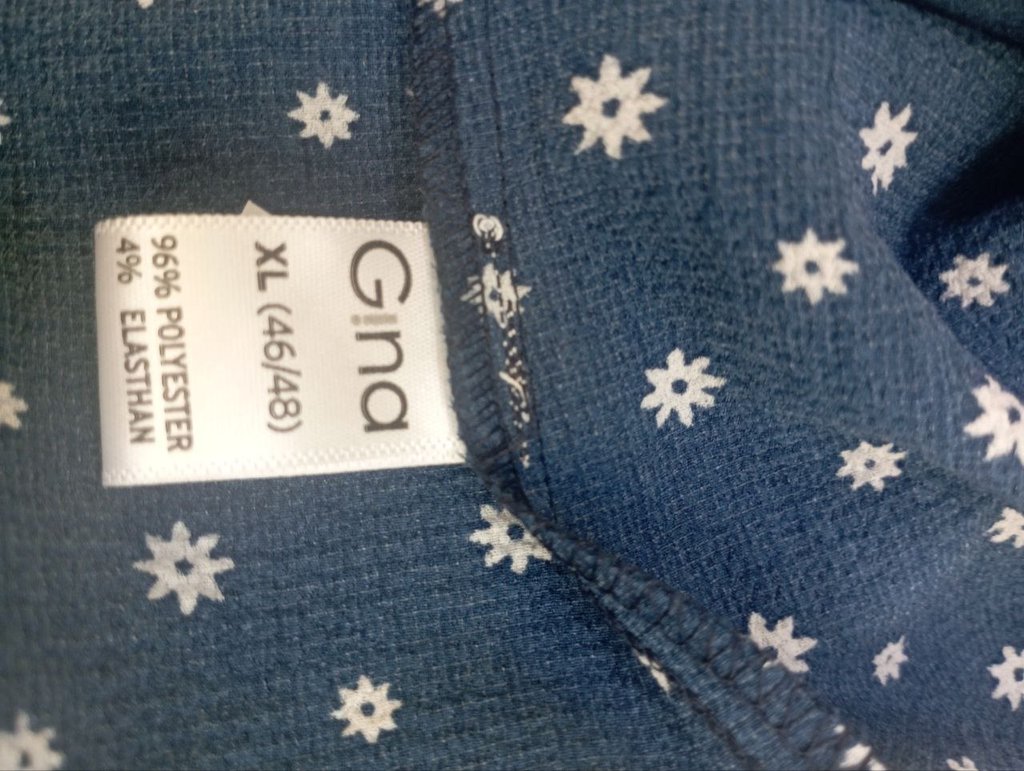 Gina
XL (46/48)
96% POLYESTER
4% ELASTHAN